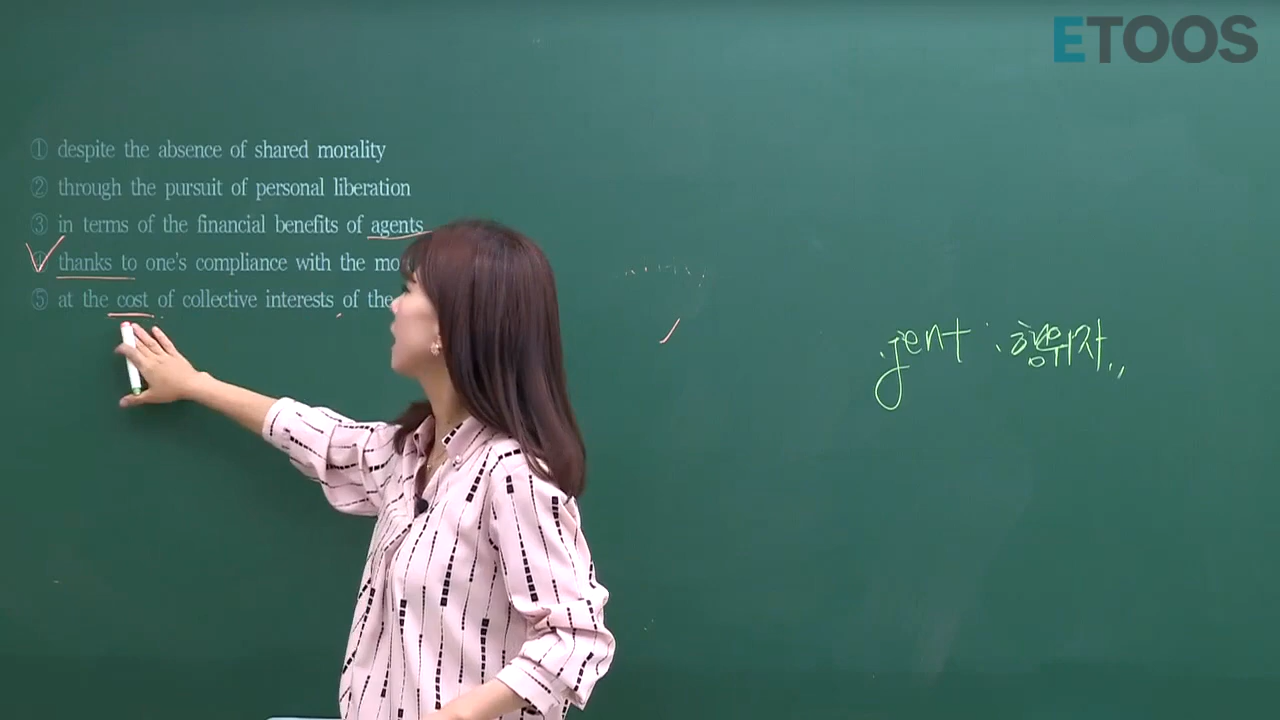 ETOOS
① despite the absence of shared morality
② through the pursuit of personal liberation
③ in terms of the financial benefits of agents
④ thanks to one's compliance with the
⑤ at the cost of collective interests of the
행위자